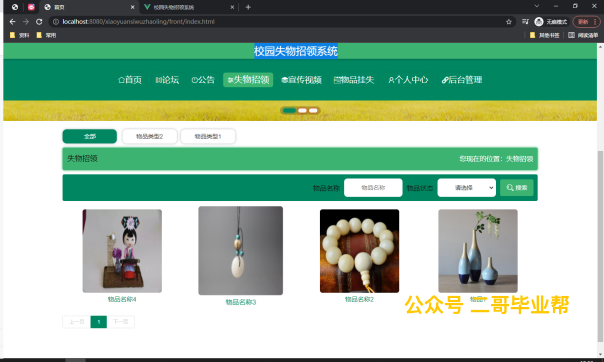 首页
校园失物招领系统
无痕模式
更新
localhost:8080/xiaoyuanshiwuzhaoling/front/index.html
资料
常用
其他书签
阅读清单
校园失物招领系统
首页
论坛
公告
失物招领
宣传视频
物品挂失
个人中心
后台管理
全部
物品类型2
物品类型1
失物招领
您现在的位置：失物招领
物品名称
物品名称
物品状态
请选择
搜索
物品名称4
物品名称3
物品名称2
上一页
1
下一页
公众号 二哥毕业帮